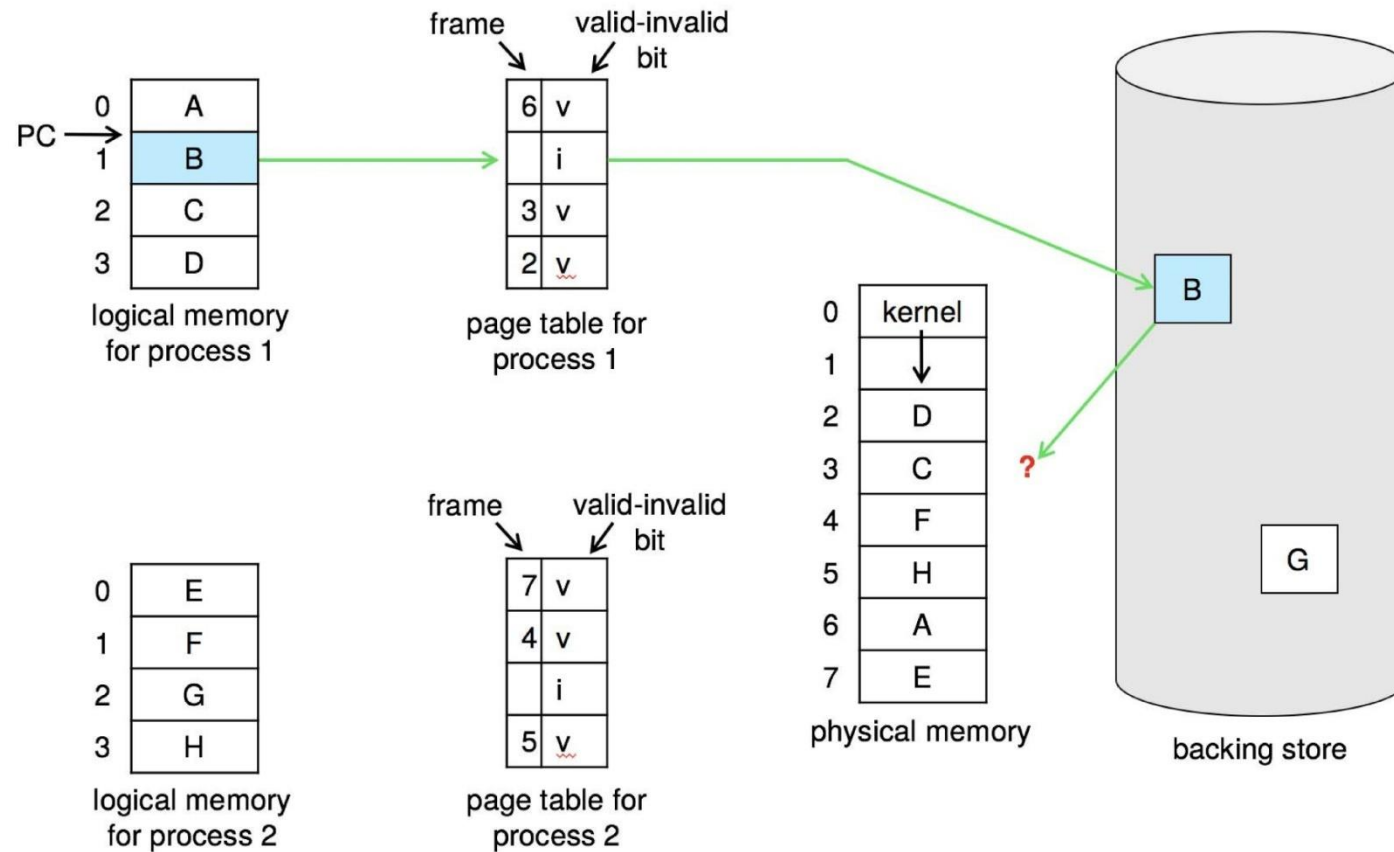 frame
valid-invalid
bit
0 A
PC
1 B
2 C
3 D
logical memory
for process 1
6 v
i
3 v
2 v
page table for
process 1
0 kernel
1
2 D
3 C
4 F
5 H
6 A
7 E
physical memory
?
B
G
backing store
0 E
1 F
2 G
3 H
logical memory
for process 2
frame
valid-invalid
bit
7 v
4 v
i
5 v
page table for
process 2